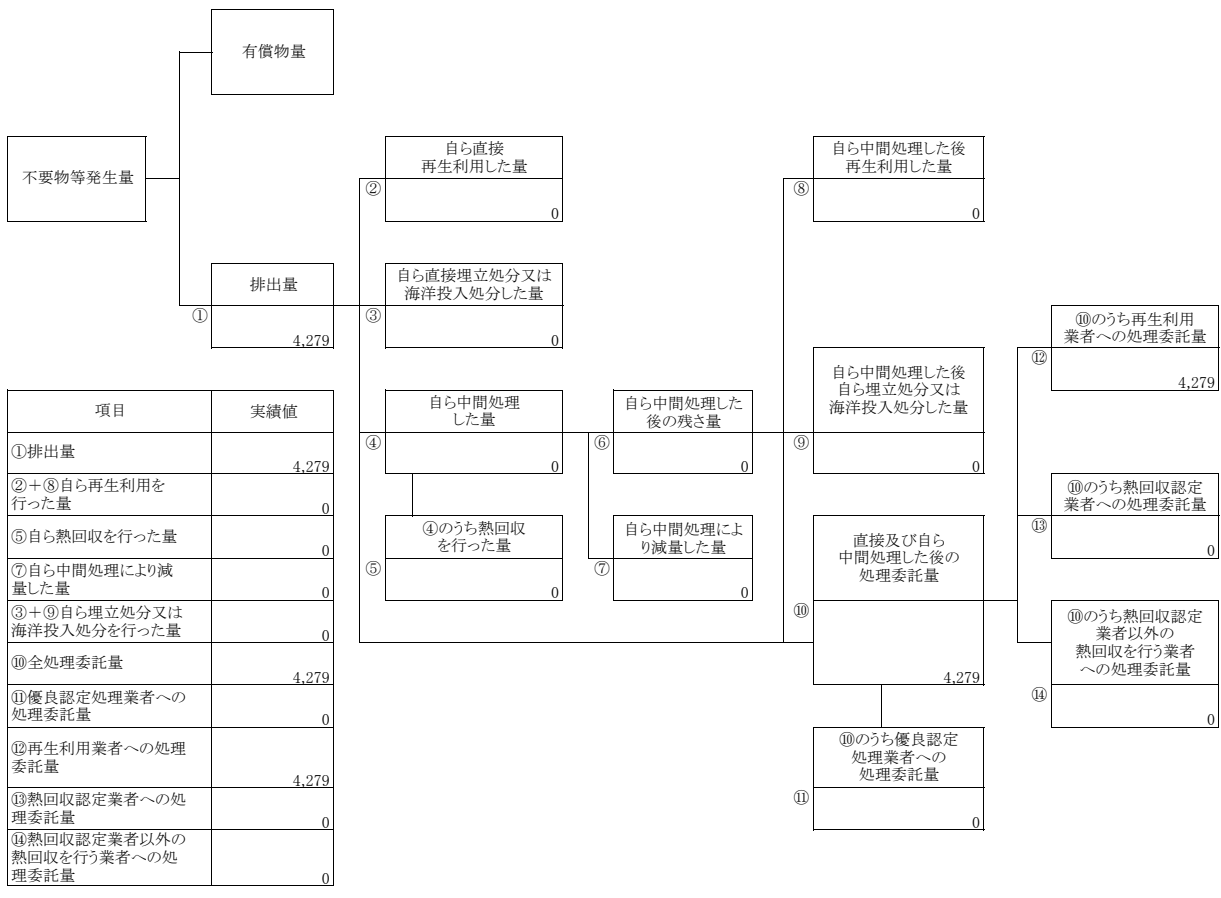 有償物量
不要物等発生量
自ら直接
再生利用した量
②
0
自ら中間処理した後
再生利用した量
⑧
0
排出量
①
4,279
自ら直接埋立処分又は
海洋投入処分した量
③
0
⑩のうち再生利用
業者への処理委託量
⑫
4,279
自ら中間処理
した量
④
0
自ら中間処理した
後の残さ量
⑥
0
自ら中間処理した後
自ら埋立処分又は
海洋投入処分した量
⑨
0
⑩のうち熱回収認定
業者への処理委託量
⑬
0
④のうち熱回収
を行った量
⑤
0
自ら中間処理によ
り減量した量
⑦
0
直接及び自ら
中間処理した後の
処理委託量
⑩
4,279
⑩のうち熱回収認定
業者以外の
熱回収を行う業者
への処理委託量
⑭
0
⑩のうち優良認定
処理業者への
処理委託量
⑪
0
項目 実績値
①排出量
4,279
②＋⑧自ら再生利用を
行った量
0
⑤自ら熱回収を行った量
0
⑦自ら中間処理により減
量した量
0
③＋⑨自ら埋立処分又は
海洋投入処分を行った量
0
⑩全処理委託量
4,279
⑪優良認定処理業者への
処理委託量
0
⑫再生利用業者への処理
委託量
4,279
⑬熱回収認定業者への処
理委託量
0
⑭熱回収認定業者以外の
熱回収を行う業者への処
理委託量
0